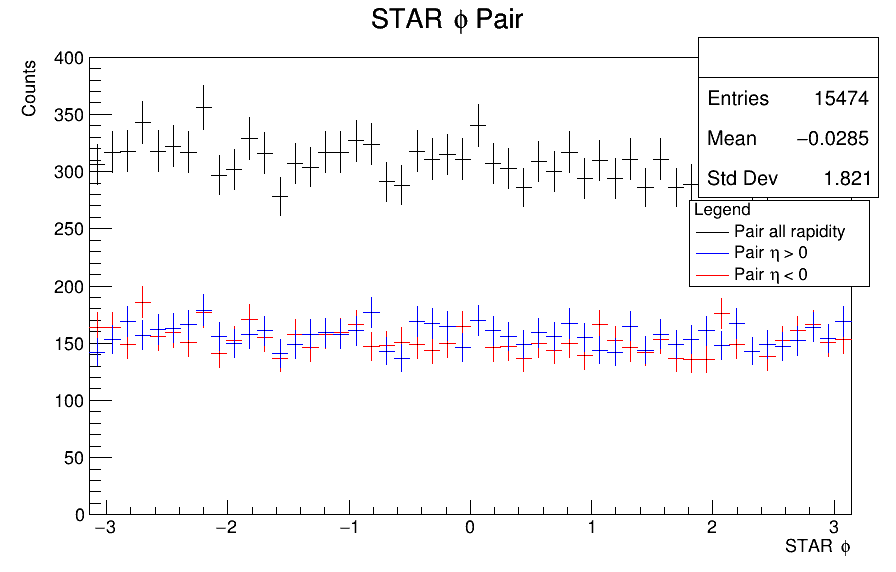 STAR ϕ Pair
Counts
400
350
300
250
200
150
100
50
0
−3 −2 −1 0 1 2 3
STAR ϕ
Entries 15474
Mean −0.0285
Std Dev 1.821
Legend
Pair all rapidity
Pair η > 0
Pair η < 0